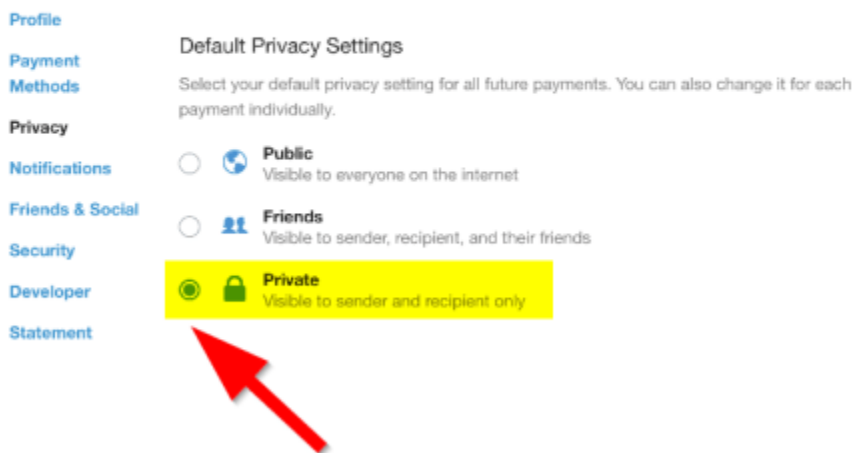 Profile
Payment
Methods
Privacy
Notifications
Friends & Social
Security
Developer
Statement
Default Privacy Settings
Select your default privacy setting for all future payments. You can also change it for each
payment individually.
Public
Visible to everyone on the internet
Friends
Visible to sender, recipient, and their friends
Private
Visible to sender and recipient only